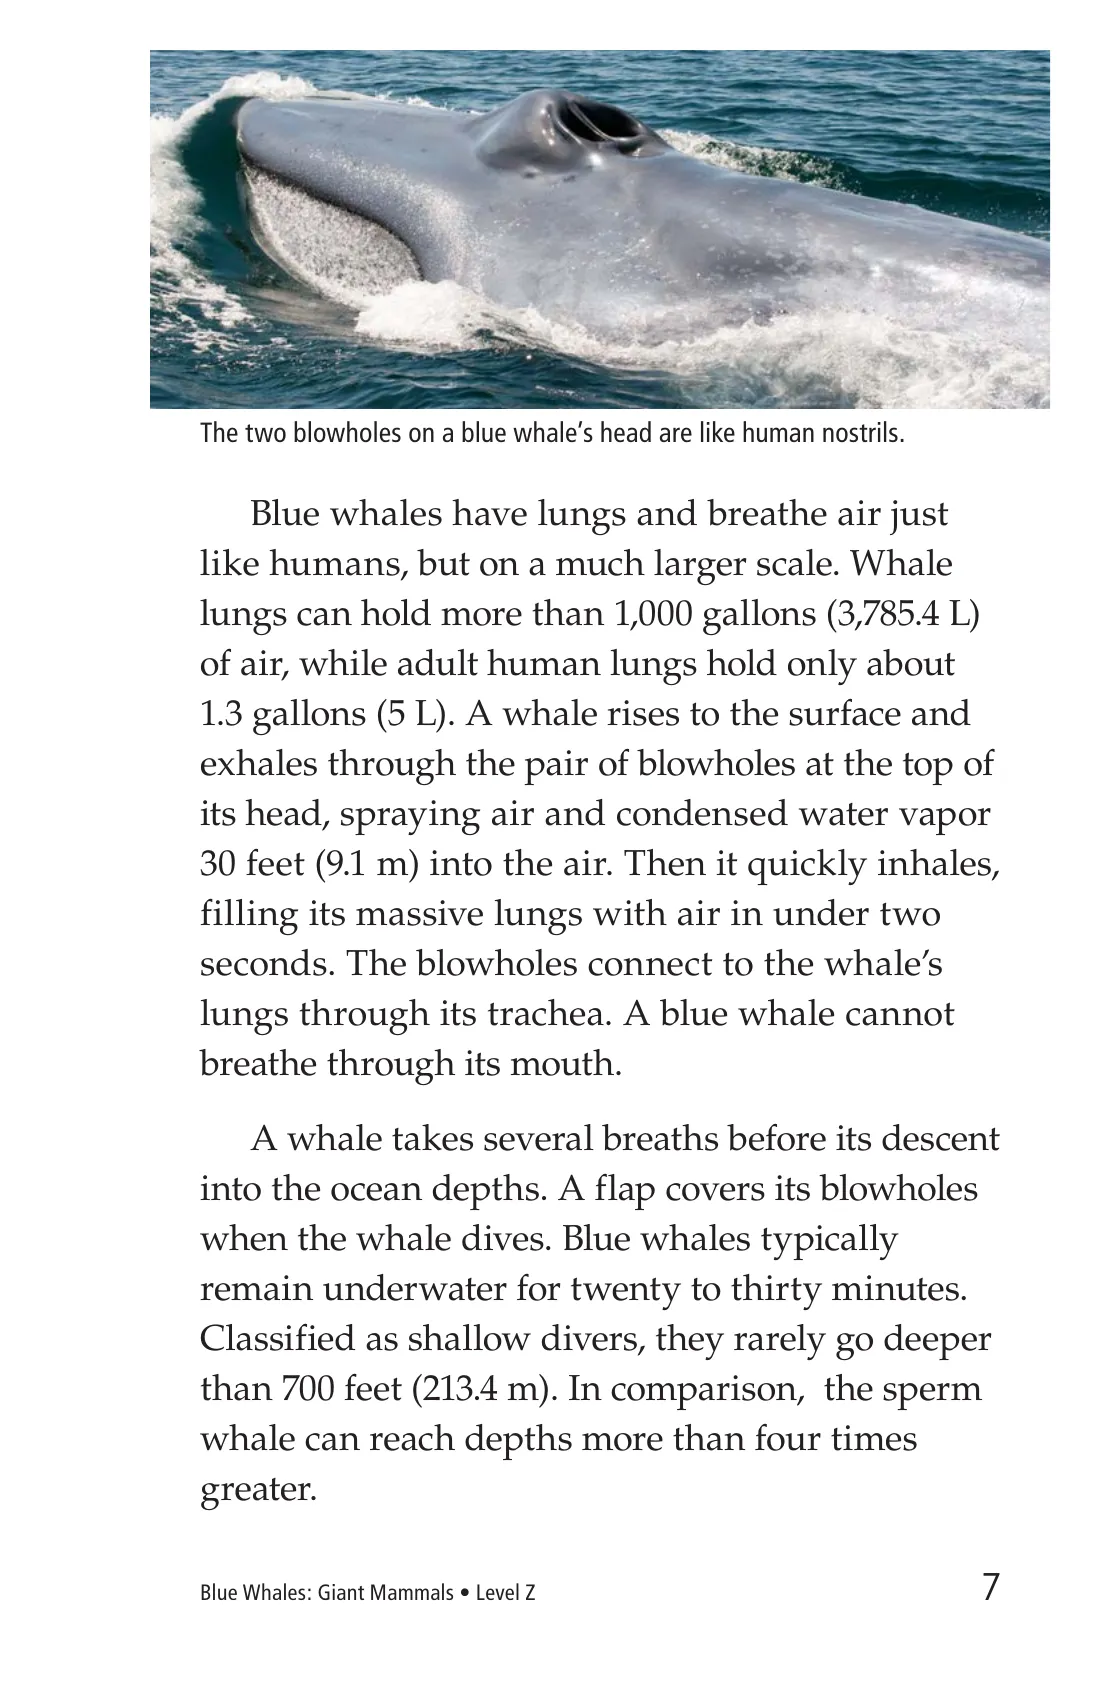 The two blowholes on a blue whale’s head are like human nostrils.
Blue whales have lungs and breathe air just
like humans, but on a much larger scale. Whale
lungs can hold more than 1,000 gallons (3,785.4 L)
of air, while adult human lungs hold only about
1.3 gallons (5 L). A whale rises to the surface and
exhales through the pair of blowholes at the top of
its head, spraying air and condensed water vapor
30 feet (9.1 m) into the air. Then it quickly inhales,
filling its massive lungs with air in under two
seconds. The blowholes connect to the whale’s
lungs through its trachea. A blue whale cannot
breathe through its mouth.
A whale takes several breaths before its descent
into the ocean depths. A flap covers its blowholes
when the whale dives. Blue whales typically
remain underwater for twenty to thirty minutes.
Classified as shallow divers, they rarely go deeper
than 700 feet (213.4 m). In comparison,  the sperm
whale can reach depths more than four times
greater.
Blue Whales: Giant Mammals • Level Z 7